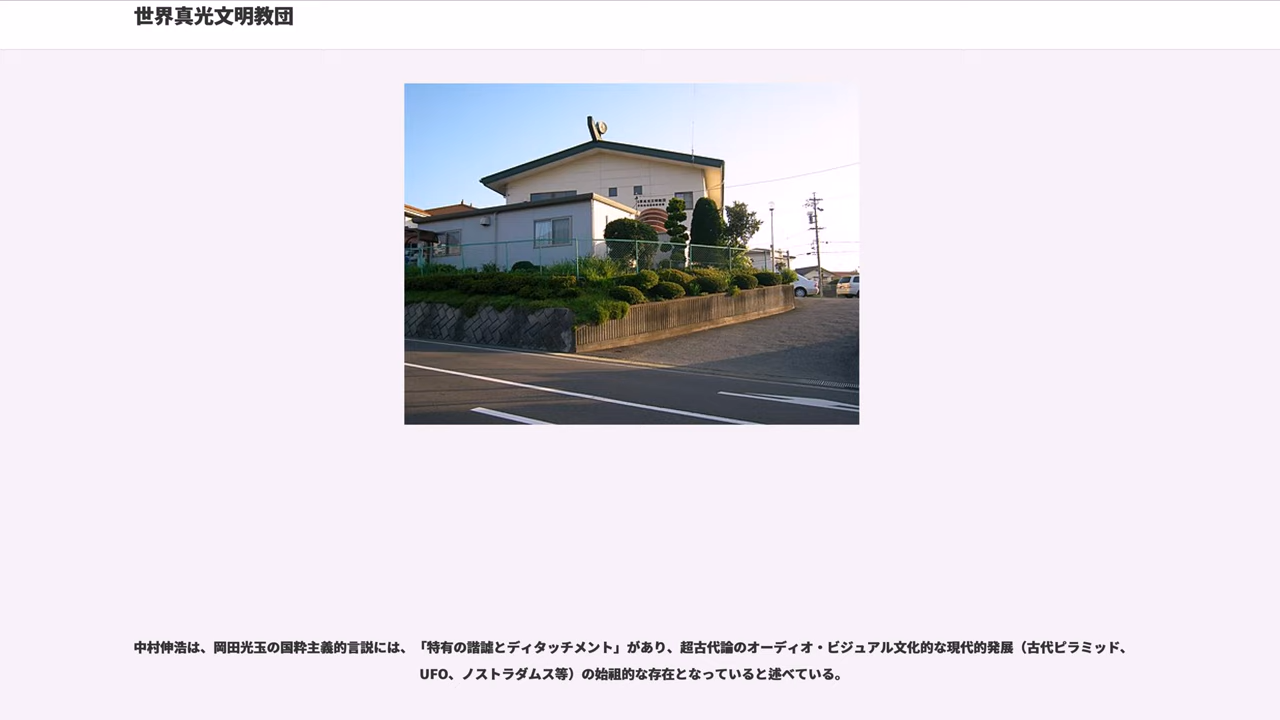 世界真光文明教団
中村伸浩は、岡田光玉の国粋主義的言説には、「特有の諧謔とディタッチメント」があり、超古代論のオーディオ・ビジュアル文化的な現代的発展（古代ピラミッド、
UFO、ノストラダムス等）の始祖的な存在となっていると述べている。